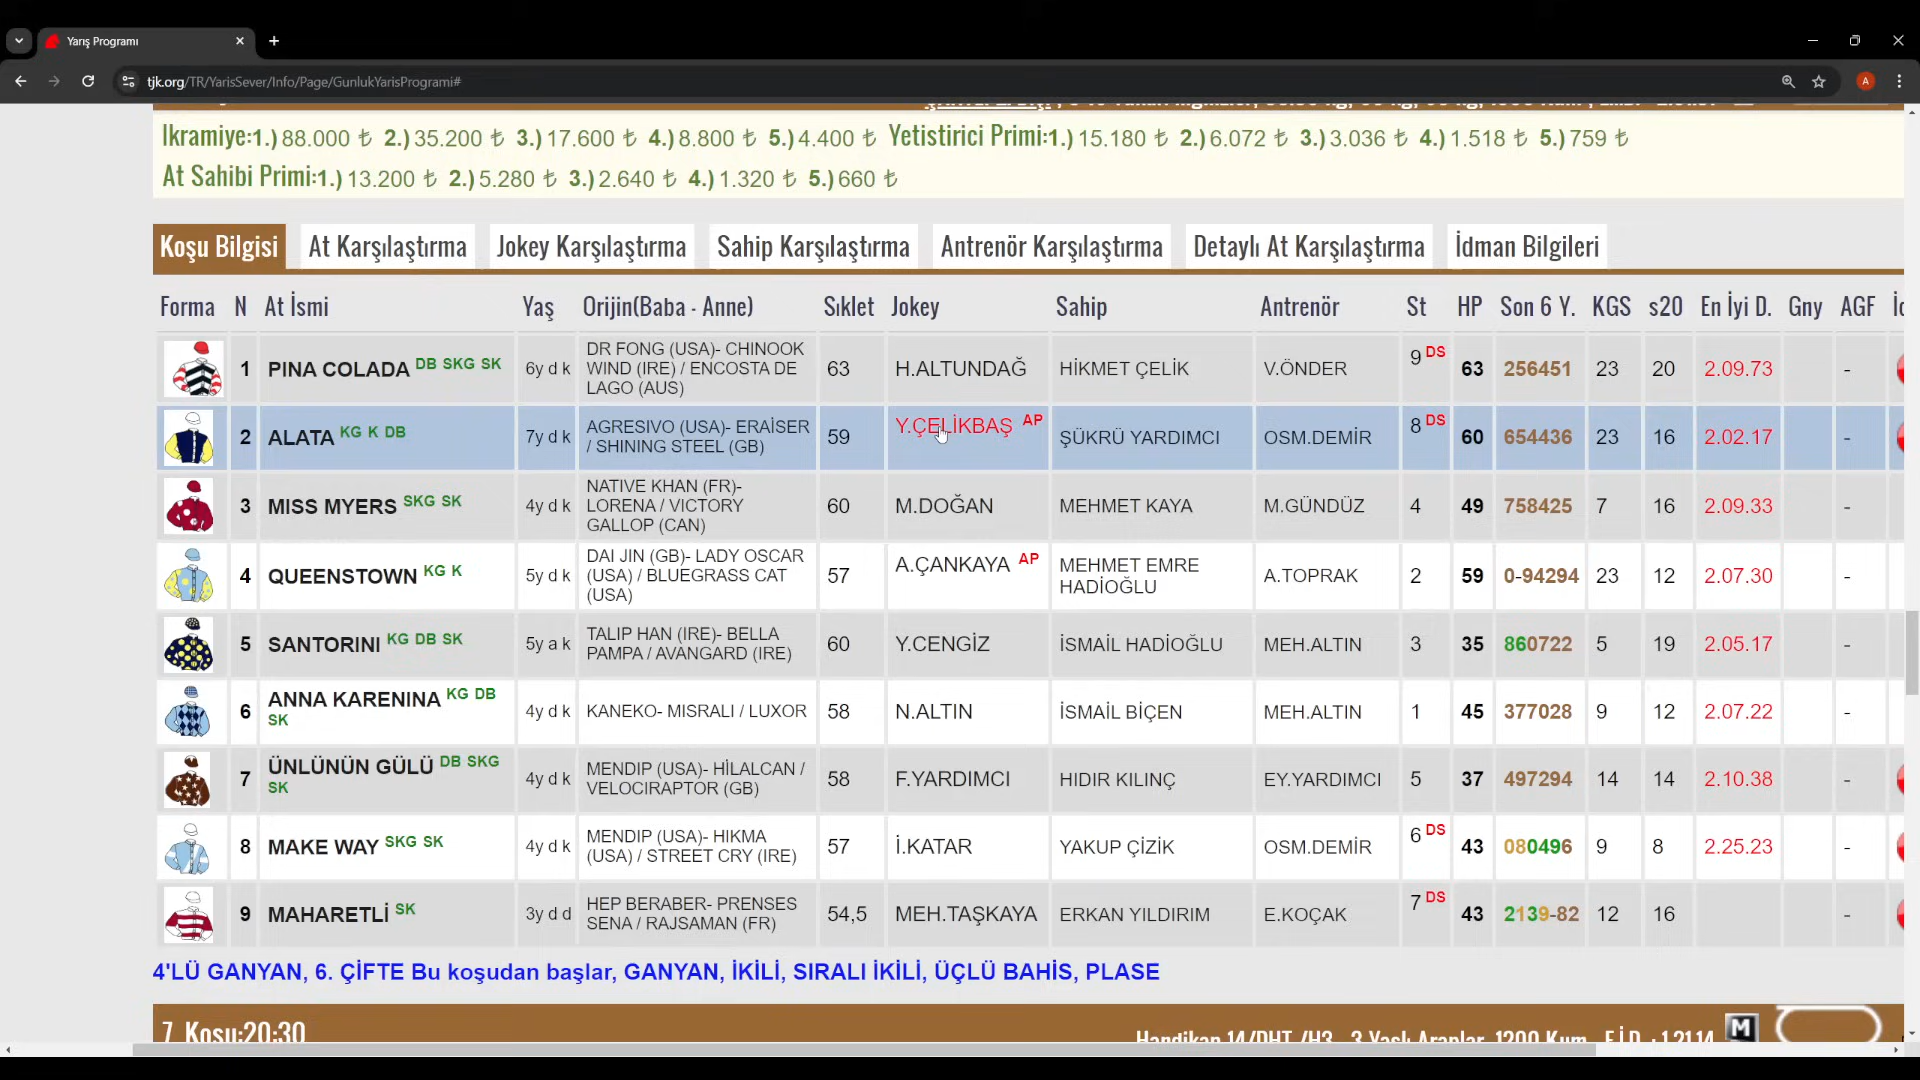 Yarış Programı
tjk.org/TR/YarisSever/Info/Page/GunlukYarisProgrami#
A
Ikramiye:1.) 88.000 ₺ 2.) 35.200 ₺ 3.) 17.600 ₺ 4.) 8.800 ₺ 5.) 4.400 ₺ Yetistirici Primi:1.) 15.180 ₺ 2.) 6.072 ₺ 3.) 3.036 ₺ 4.) 1.518 ₺ 5.) 759 ₺
At Sahibi Primi:1.) 13.200 ₺ 2.) 5.280 ₺ 3.) 2.640 ₺ 4.) 1.320 ₺ 5.) 660 ₺
Koşu Bilgisi At Karşılaştırma Jokey Karşılaştırma Sahip Karşılaştırma Antrenör Karşılaştırma Detaylı At Karşılaştırma İdman Bilgileri
Forma N At İsmi Yaş Orijin(Baba - Anne) Sıklet Jokey Sahip Antrenör St HP Son 6 Y. KGS s20 En İyi D. Gny AGF
1 PINA COLADA DB SKG SK 6y d k DR FONG (USA)- CHINOOK WIND (IRE) / ENCOSTA DE LAGO (AUS) 63 H.ALTUNDAĞ HİKMET ÇELİK V.ÖNDER 9 DS 63 256451 23 20 2.09.73 -
2 ALATA KG K DB 7y d k AGRESIVO (USA)- ERAİSER / SHINING STEEL (GB) 59 Y.ÇELİKBAŞ AP ŞÜKRÜ YARDIMCI OSM.DEMİR 8 DS 60 654436 23 16 2.02.17 -
3 MISS MYERS SKG SK 4y d k NATIVE KHAN (FR)- LORENA / VICTORY GALLOP (CAN) 60 M.DOĞAN MEHMET KAYA M.GÜNDÜZ 4 49 758425 7 16 2.09.33 -
4 QUEENSTOWN KG K 5y d k DAI JIN (GB)- LADY OSCAR (USA) / BLUEGRASS CAT (USA) 57 A.ÇANKAYA AP MEHMET EMRE HADİOĞLU A.TOPRAK 2 59 0-94294 23 12 2.07.30 -
5 SANTORINI KG DB SK 5y a k TALIP HAN (IRE)- BELLA PAMPA / AVANGARD (IRE) 60 Y.CENGİZ İSMAİL HADİOĞLU MEH.ALTIN 3 35 860722 5 19 2.05.17 -
6 ANNA KARENINA KG DB SK 4y d k KANEKO- MISRALI / LUXOR 58 N.ALTIN İSMAİL BİÇEN MEH.ALTIN 1 45 377028 9 12 2.07.22 -
7 ÜNLÜNÜN GÜLÜ DB SKG SK 4y d k MENDIP (USA)- HİLALCAN / VELOCIRAPTOR (GB) 58 F.YARDIMCI HIDIR KILINÇ EY.YARDIMCI 5 37 497294 14 14 2.10.38 -
8 MAKE WAY SKG SK 4y d k MENDIP (USA)- HIKMA (USA) / STREET CRY (IRE) 57 İ.KATAR YAKUP ÇİZİK OSM.DEMİR 6 DS 43 080496 9 8 2.25.23 -
9 MAHARETLİ SK 3y d d HEP BERABER- PRENSES SENA / RAJSAMAN (FR) 54,5 MEH.TAŞKAYA ERKAN YILDIRIM E.KOÇAK 7 DS 43 2139-82 12 16 -
4'LÜ GANYAN, 6. ÇİFTE Bu koşudan başlar, GANYAN, İKİLİ, SIRALI İKİLİ, ÜÇLÜ BAHİS, PLASE
7. Koşu:20:30 Handikap 14/DHT /H3 3 Yaşlı Araplar, 1200 Kum E.İ.D. : 1.21.14 M